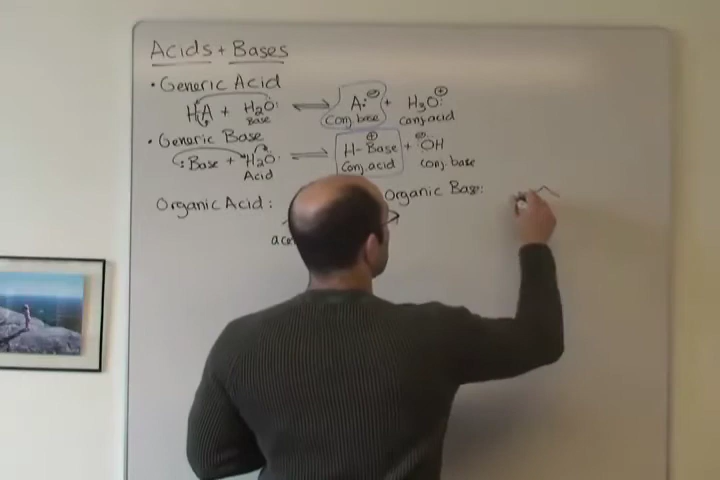 Acids + Bases
• Generic Acid
HA + H₂O: ⇌ A:⊖ + H₃O:⊕
Base Conj base Conj acid
• Generic Base
:Base + H₂O: ⇌ H-Base⊕ + ⊖:OH
Acid Conj. acid Conj. base
Organic Acid: Organic Base: